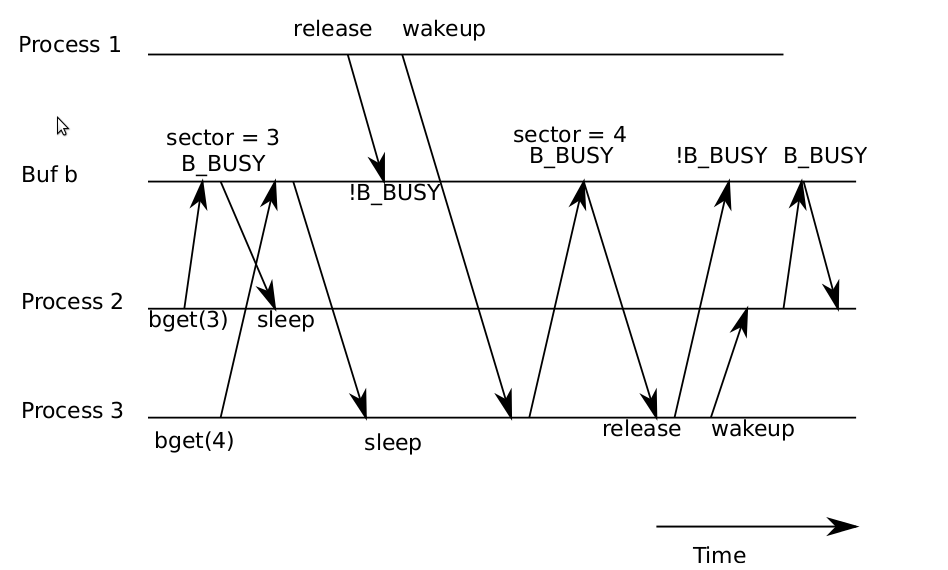 release wakeup
Process 1
sector = 3
B_BUSY
sector = 4
B_BUSY
!B_BUSY B_BUSY
Buf b
!B_BUSY
Process 2
bget(3) sleep
Process 3
bget(4)
sleep
release wakeup
Time